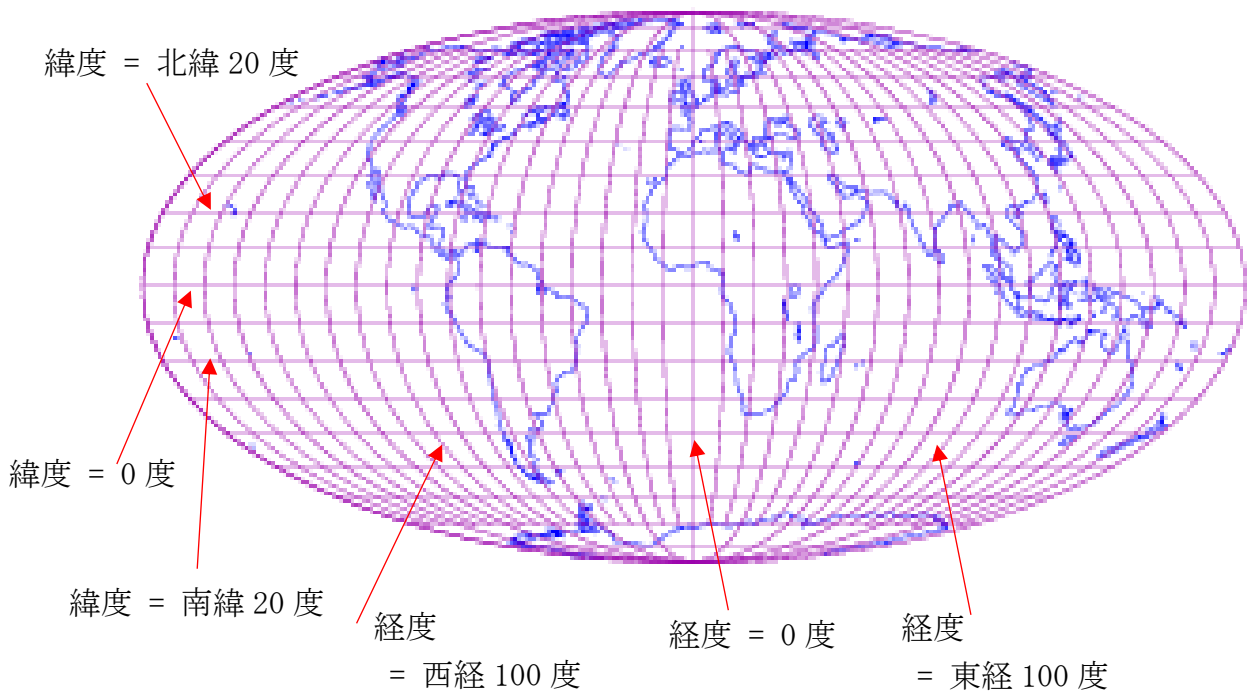 緯度 = 北緯 20 度
緯度 = 0 度
緯度 = 南緯 20 度
経度
= 西経 100 度
経度 = 0 度
経度
= 東経 100 度